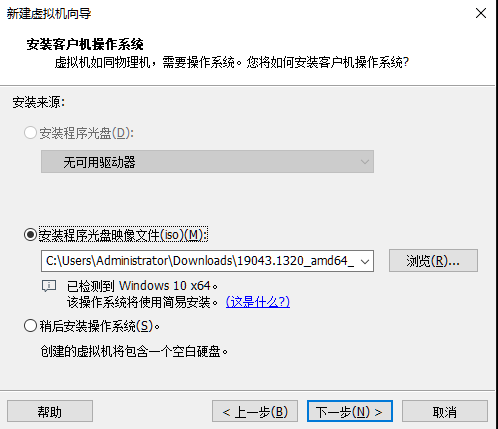 新建虚拟机向导
安装客户机操作系统
虚拟机如同物理机，需要操作系统。您将如何安装客户机操作系统?
安装来源:
安装程序光盘(D):
无可用驱动器
安装程序光盘映像文件(iso)(M):
C:\Users\Administrator\Downloads\19043.1320_amd64_
浏览(R)...
已检测到 Windows 10 x64。
该操作系统将使用简易安装。(这是什么?)
稍后安装操作系统(S)。
创建的虚拟机将包含一个空白硬盘。
帮助
< 上一步(B)
下一步(N) >
取消